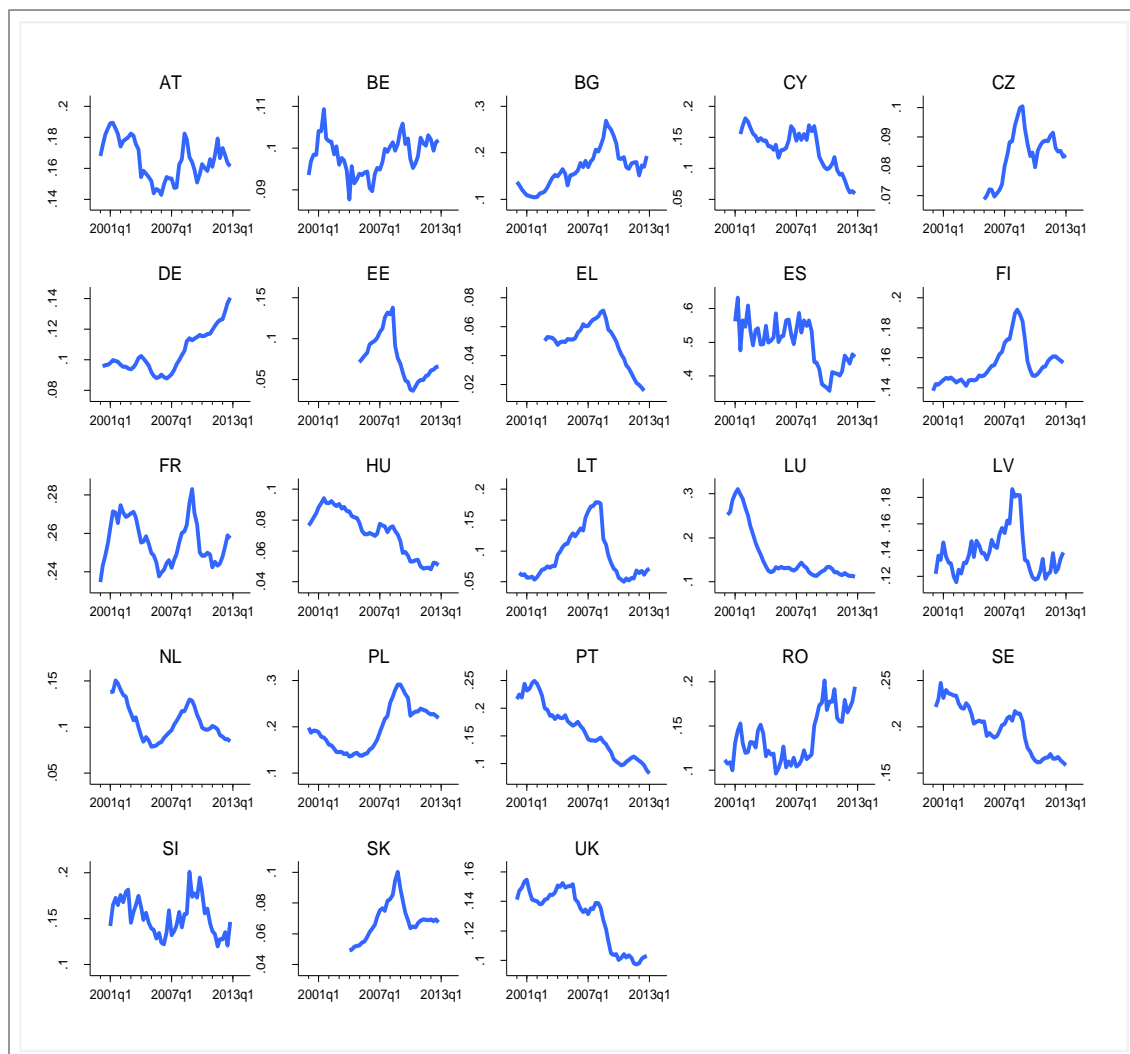 AT BE BG CY CZ
.14 .16 .18 .2 .09 .1 .11 .1 .2 .3 .05 .1 .15 .2 .07 .08 .09 .1
2001q1 2007q1 2013q1 2001q1 2007q1 2013q1 2001q1 2007q1 2013q1 2001q1 2007q1 2013q1 2001q1 2007q1 2013q1
DE EE EL ES FI
.08 .1 .12 .14 .05 .1 .15 .02 .04 .06 .08 .4 .5 .6 .14 .16 .18 .2
2001q1 2007q1 2013q1 2001q1 2007q1 2013q1 2001q1 2007q1 2013q1 2001q1 2007q1 2013q1 2001q1 2007q1 2013q1
FR HU LT LU LV
.24 .26 .28 .04 .06 .08 .1 .05 .1 .15 .2 .1 .2 .3 .12 .14 .16 .18
2001q1 2007q1 2013q1 2001q1 2007q1 2013q1 2001q1 2007q1 2013q1 2001q1 2007q1 2013q1 2001q1 2007q1 2013q1
NL PL PT RO SE
.05 .1 .15 .1 .2 .3 .1 .15 .2 .25 .1 .15 .2 .15 .2 .25
2001q1 2007q1 2013q1 2001q1 2007q1 2013q1 2001q1 2007q1 2013q1 2001q1 2007q1 2013q1 2001q1 2007q1 2013q1
SI SK UK
.1 .15 .2 .04 .06 .08 .1 .1 .12 .14 .16
2001q1 2007q1 2013q1 2001q1 2007q1 2013q1 2001q1 2007q1 2013q1